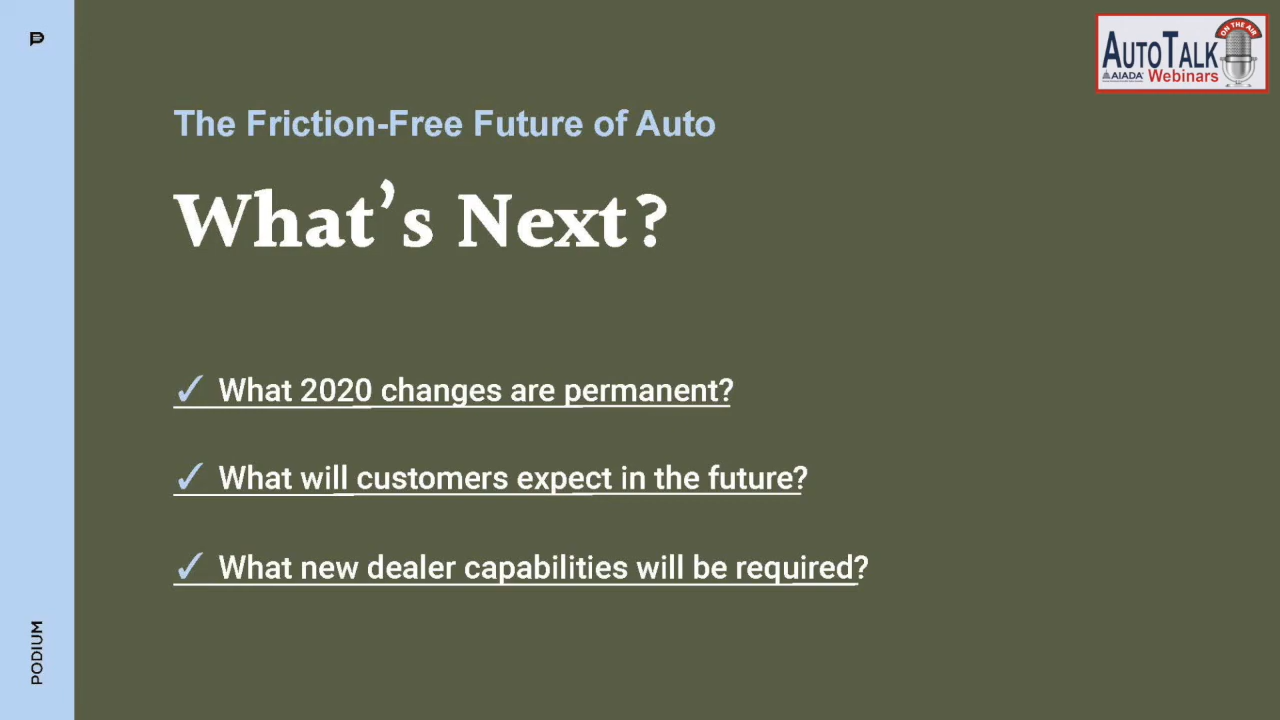 ON THE AIR
AUTOTALK
AIADA Webinars
The Friction-Free Future of Auto
What's Next?
✓ What 2020 changes are permanent?
✓ What will customers expect in the future?
✓ What new dealer capabilities will be required?
PODIUM